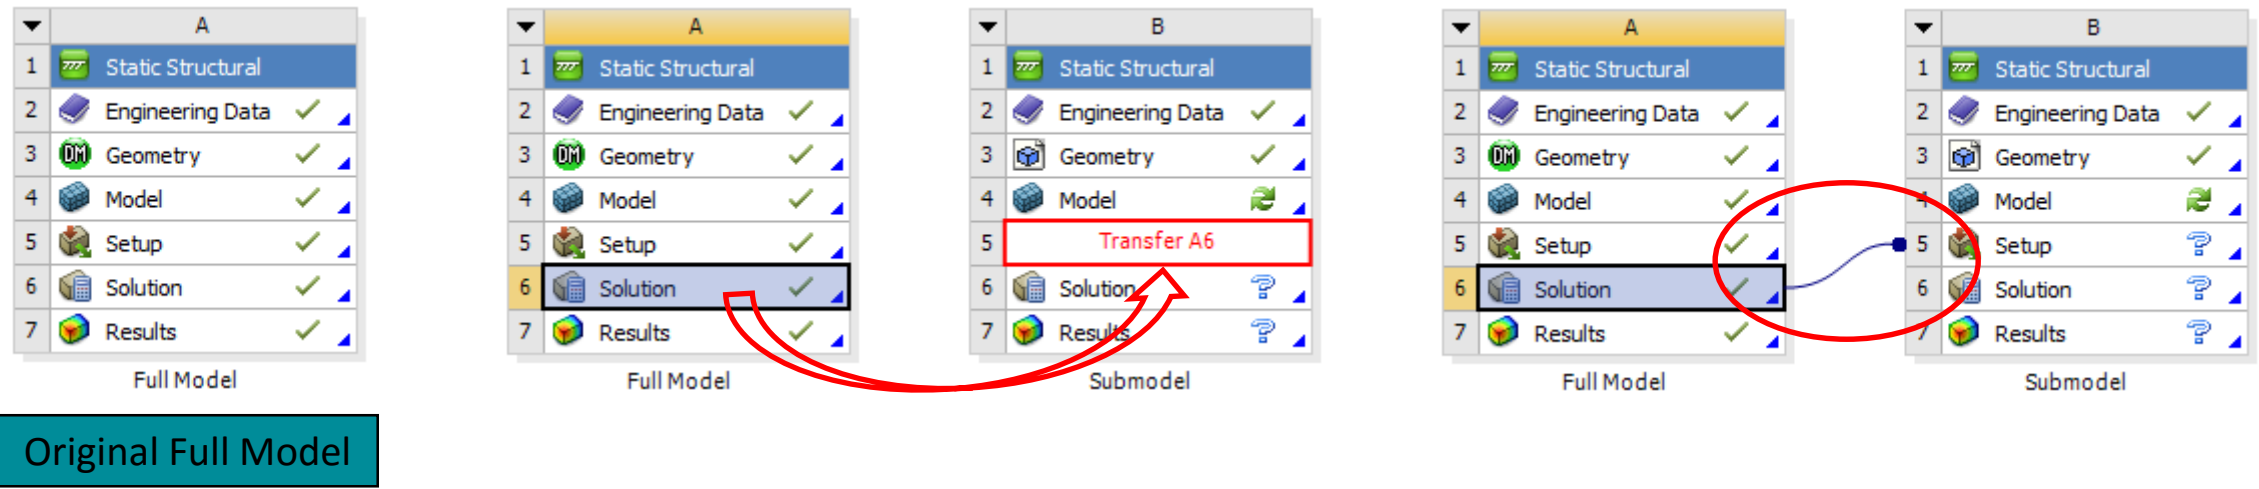 A
1 Static Structural
2 Engineering Data
3 DM Geometry
4 Model
5 Setup
6 Solution
7 Results
Full Model
Original Full Model
A
1 Static Structural
2 Engineering Data
3 DM Geometry
4 Model
5 Setup
6 Solution
7 Results
Full Model
B
1 Static Structural
2 Engineering Data
3 Geometry
4 Model
5 Transfer A6
6 Solution
7 Results
Submodel
A
1 Static Structural
2 Engineering Data
3 DM Geometry
4 Model
5 Setup
6 Solution
7 Results
Full Model
B
1 Static Structural
2 Engineering Data
3 Geometry
4 Model
5 Setup
6 Solution
7 Results
Submodel